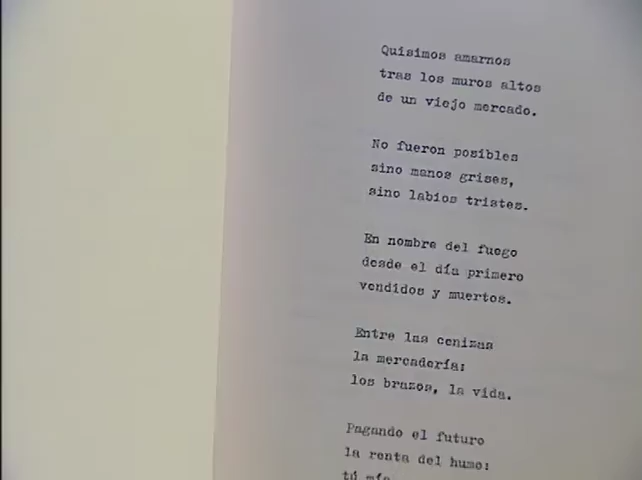 Quisimos amarnos
tras los muros altos
de un viejo mercado.
No fueron posibles
sino manos grises,
sino labios tristes.
En nombre del fuego
desde el día primero
vendidos y muertos.
Entre las cenizas
la mercadería:
los brazos, la vida.
Pagando el futuro
la renta del humo:
tú